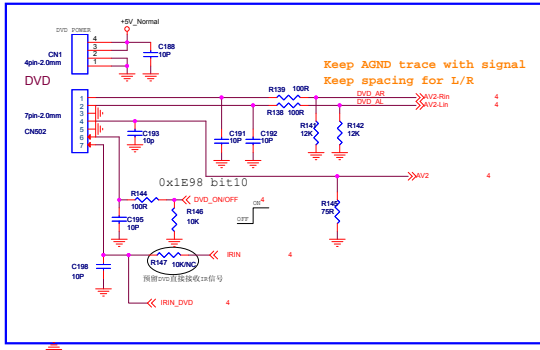 DVD POWER
+5V_Normal
4
3
2
1
CN1
4pin-2.0mm
C188
10P
DVD
Keep AGND trace with signal
Keep spacing for L/R
R139 100R
DVD_AR
AV2-Rin 4
R138 100R
DVD_AL
AV2-Lin 4
1
2
3
4
5
6
7
7pin-2.0mm
CN502
C193
10p
C191
10P
C192
10P
R141
12K
R142
12K
0x1E98 bit10
AV2 4
R144
100R
DVD_ON/OFF 4
ON
OFF
R145
75R
C195
10P
R146
10K
R147 10K/NC
IRIN 4
预留DVD直接接收IR信号
C198
10P
IRIN_DVD 4